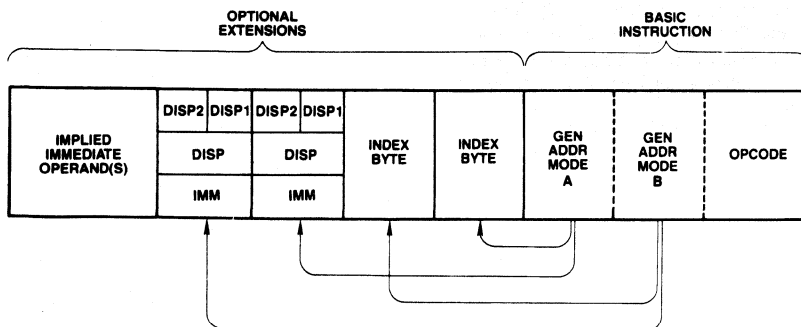 OPTIONAL
EXTENSIONS
BASIC
INSTRUCTION
IMPLIED
IMMEDIATE
OPERAND(S)
DISP2 DISP1
DISP
IMM
DISP2 DISP1
DISP
IMM
INDEX
BYTE
INDEX
BYTE
GEN
ADDR
MODE
A
GEN
ADDR
MODE
B
OPCODE